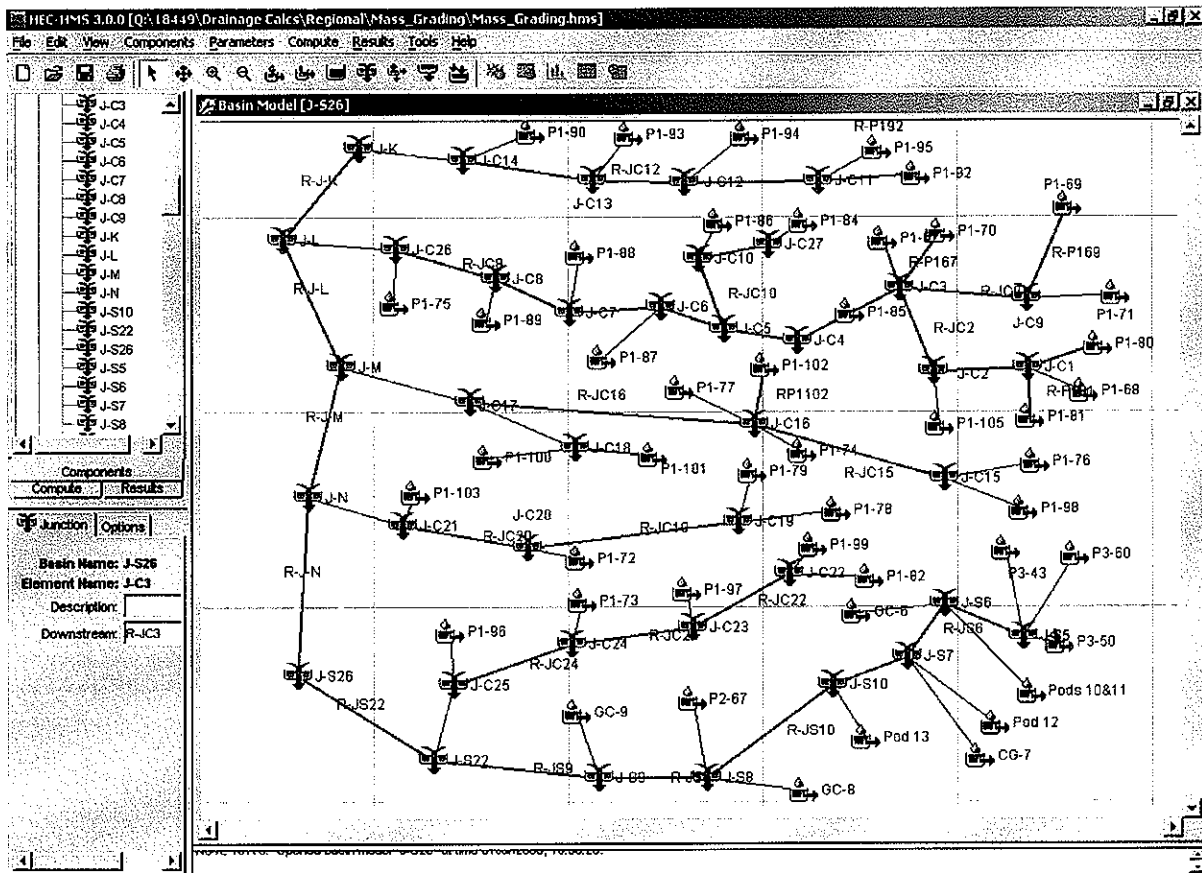 HEC-HMS 3.0.0 [Q:\18449\Drainage Calcs\Regional\Mass_Grading\Mass_Grading.hms]
File Edit View Components Parameters Compute Results Tools Help
J-C3
J-C4
J-C5
J-C6
J-C7
J-C8
J-C9
J-K
J-L
J-M
J-N
J-S10
J-S22
J-S26
J-S5
J-S6
J-S7
J-S8
Components
Compute Results
Junction Options
Basin Name: J-S26
Element Name: J-C3
Description:
Downstream: R-JC3
Basin Model [J-S26]
P1-90 P1-93 P1-94 R-P192
P1-95
J-K J-C14 R-JC12 J-C12 J-C11 P1-92
R-J-K J-C13 P1-69
P1-86 P1-84 P1-70
J-L J-C26 P1-88 J-C10 J-C27 R-P167 R-P169
R-JC8 J-C8 J-C3
R-J-L P1-75 P1-89 J-C7 J-C6 R-JC10 P1-85 J-C9 P1-71
J-C5 J-C4 R-JC2 P1-80
P1-87 P1-102 J-C2 J-C1
J-M R-JC16 P1-77 RP1102 P1-68
R-J-M J-C17 J-C16 P1-105 P1-81
J-C18 P1-74 P1-76
P1-100 P1-101 P1-79 R-JC15 J-C15
J-N P1-103 J-C20 P1-78 P1-98
J-C21 R-JC20 J-C19
P1-72 P1-99 P3-60
R-J-N P1-97 J-C22 P1-82 P3-43
P1-73 R-JC22 GC-6 J-S6
P1-96 J-C23 R-JS6 J-S5 P3-50
R-JC24 J-C24 J-S7
J-S26 J-C25 J-S10 Pods 10&11
R-JS22 GC-9 P2-67 Pod 12
R-JS10 Pod 13 CG-7
J-S22 R-JS9 J-S9 J-S8
GC-8